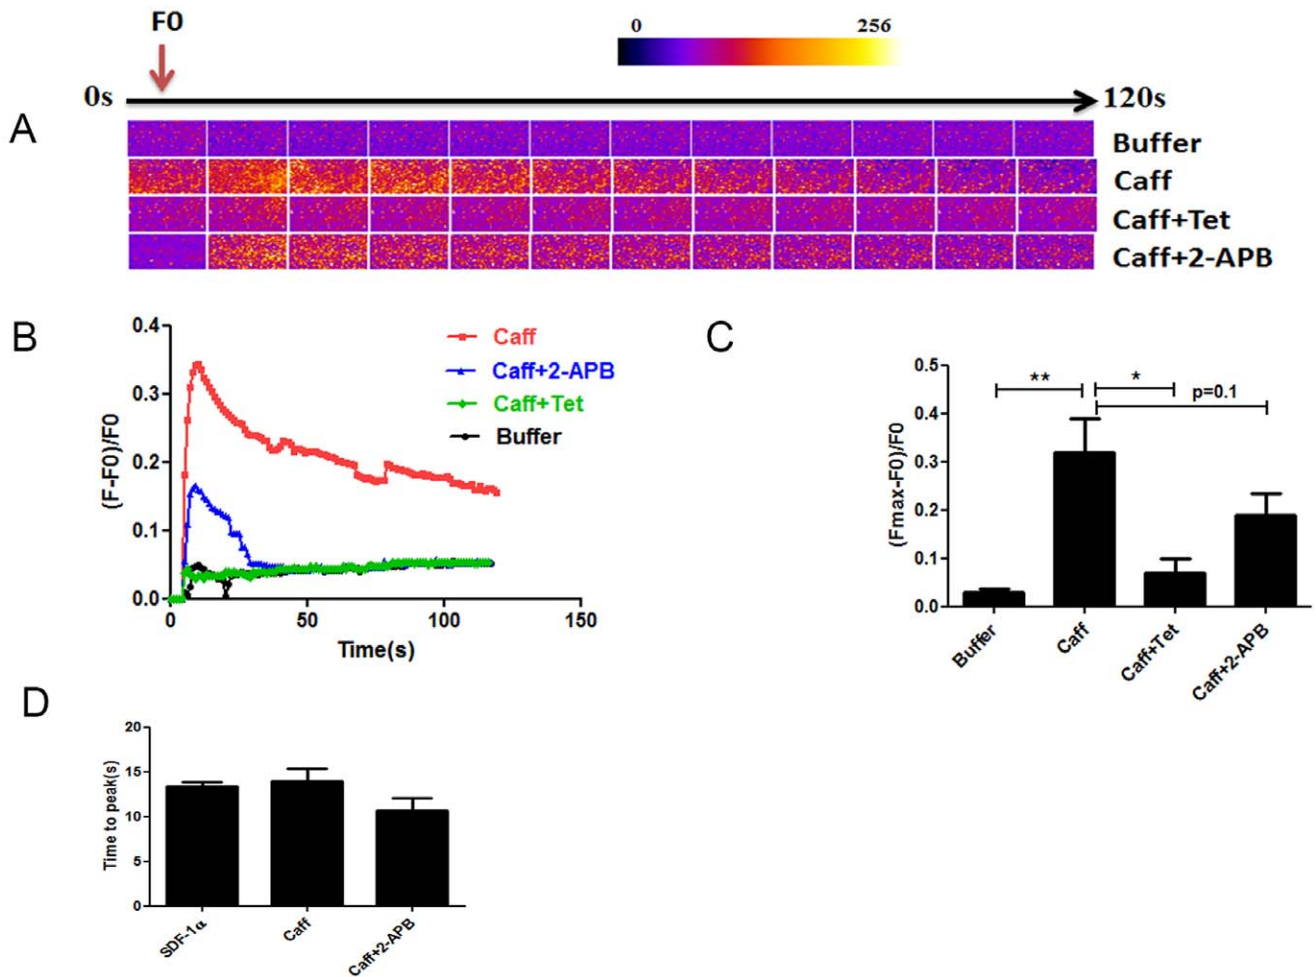 F0
0 256
0s 120s
A
Buffer
Caff
Caff+Tet
Caff+2-APB
B
(F-F0)/F0
0.4
0.3
0.2
0.1
0.0
0 50 100 150
Time(s)
Caff
Caff+2-APB
Caff+Tet
Buffer
C
(Fmax-F0)/F0
0.5
0.4
0.3
0.2
0.1
0.0
** * p=0.1
Buffer
Caff
Caff+Tet
Caff+2-APB
D
Time to peak(s)
20
15
10
5
0
SDF-1α
Caff
Caff+2-APB